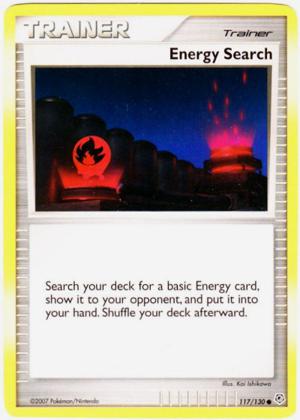 TRAINER
Trainer
Energy Search
Search your deck for a basic Energy card,
show it to your opponent, and put it into
your hand. Shuffle your deck afterward.
Illus. Kai Ishikawa
©2007 Pokémon/Nintendo
117/130